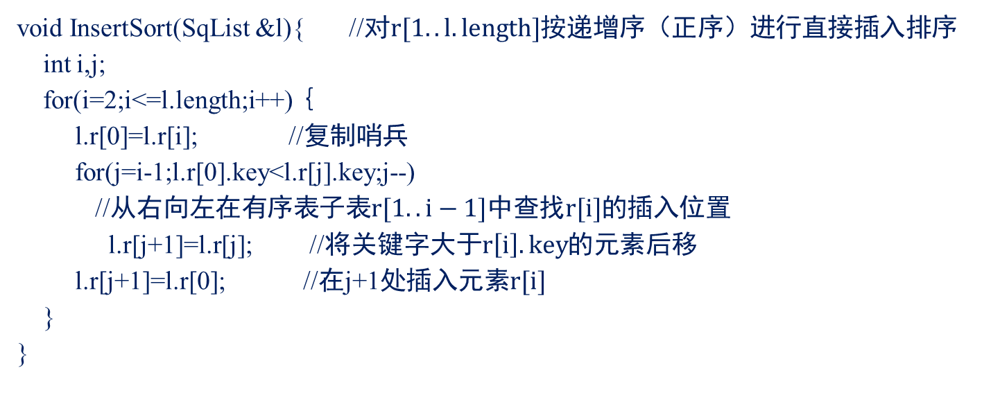 void InsertSort(SqList &l){ //对r[1..l.length]按递增序（正序）进行直接插入排序
int i,j;
for(i=2;i<=l.length;i++)｛
l.r[0]=l.r[i]; //复制哨兵
for(j=i-1;l.r[0].key<l.r[j].key;j--)
//从右向左在有序表子表r[1..i − 1]中查找r[i]的插入位置
l.r[j+1]=l.r[j]; //将关键字大于r[i].key的元素后移
l.r[j+1]=l.r[0]; //在j+1处插入元素r[i]
}
}